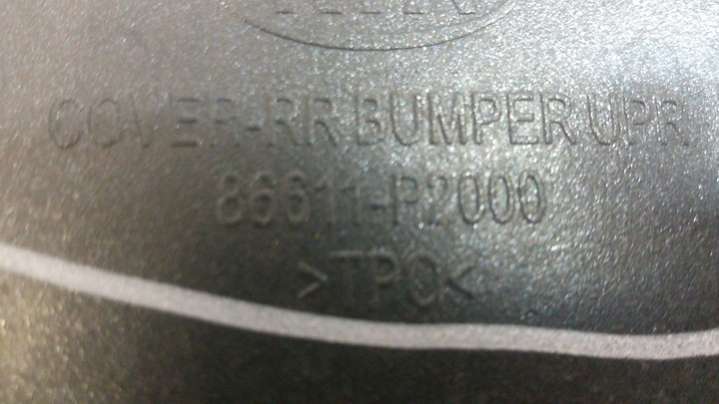 COVER-RR BUMPER UPR
86611-P2000
>TPO<